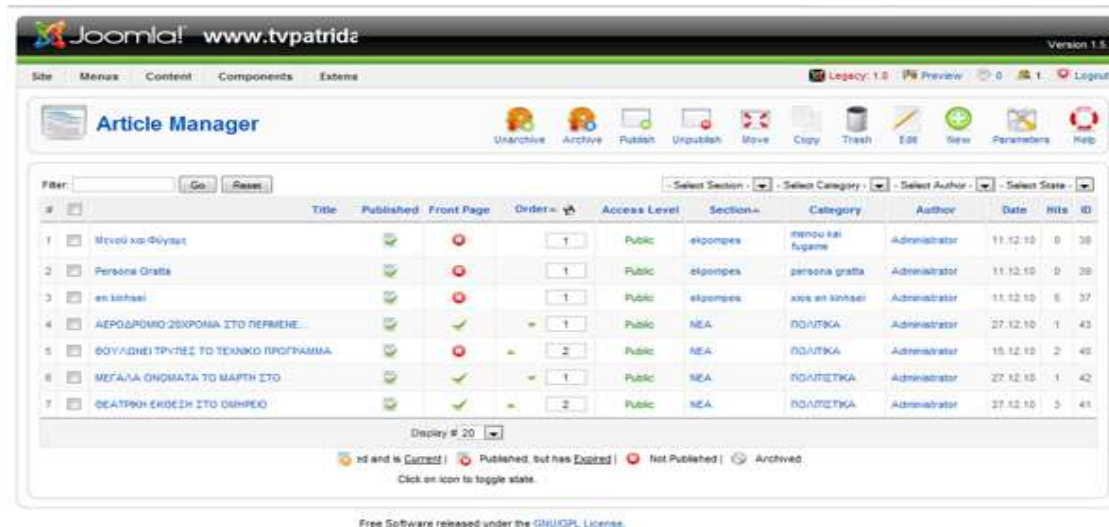 Joomla! www.tvpatrida
Version 1.5.
Site Menus Content Components Extens
Legacy: 1.0 Preview 0 1 Logout
Article Manager
Unarchive Archive Publish Unpublish Move Copy Trash Edit New Parameters Help
Filter: Go Reset - Select Section - - Select Category - - Select Author - - Select State -
# Title Published Front Page Order Access Level Section Category Author Date Hits ID
1 Μενού και Φύγαμε 1 Public ekpompes menou kai fugame Administrator 11.12.10 0 38
2 Persona Gratta 1 Public ekpompes persona gratta Administrator 11.12.10 0 39
3 en kinhsei 1 Public ekpompes xios en kinhsei Administrator 11.12.10 37
4 ΑΕΡΟΔΡΟΜΙΟ:20ΧΡΟΝΙΑ ΣΤΟ ΠΕΡΙΜΕΝΕ... 1 Public ΝΕΑ ΠΟΛΙΤΙΚΑ Administrator 27.12.10 1 43
5 ΒΟΥΛΩΝΕΙ ΤΡΥΠΕΣ ΤΟ ΤΕΧΝΙΚΟ ΠΡΟΓΡΑΜΜΑ 2 Public ΝΕΑ ΠΟΛΙΤΙΚΑ Administrator 15.12.10 2 40
6 ΜΕΓΑΛΑ ΟΝΟΜΑΤΑ ΤΟ ΜΑΡΤΗ ΣΤΟ 1 Public ΝΕΑ ΠΟΛΙΤΙΣΤΙΚΑ Administrator 27.12.10 1 42
7 ΘΕΑΤΡΙΚΗ ΕΚΘΕΣΗ ΣΤΟ ΟΜΗΡΕΙΟ 2 Public ΝΕΑ ΠΟΛΙΤΙΣΤΙΚΑ Administrator 27.12.10 3 41
Display # 20
ed and is Current | Published, but has Expired | Not Published | Archived
Click on icon to toggle state.
Free Software released under the GNU/GPL License.